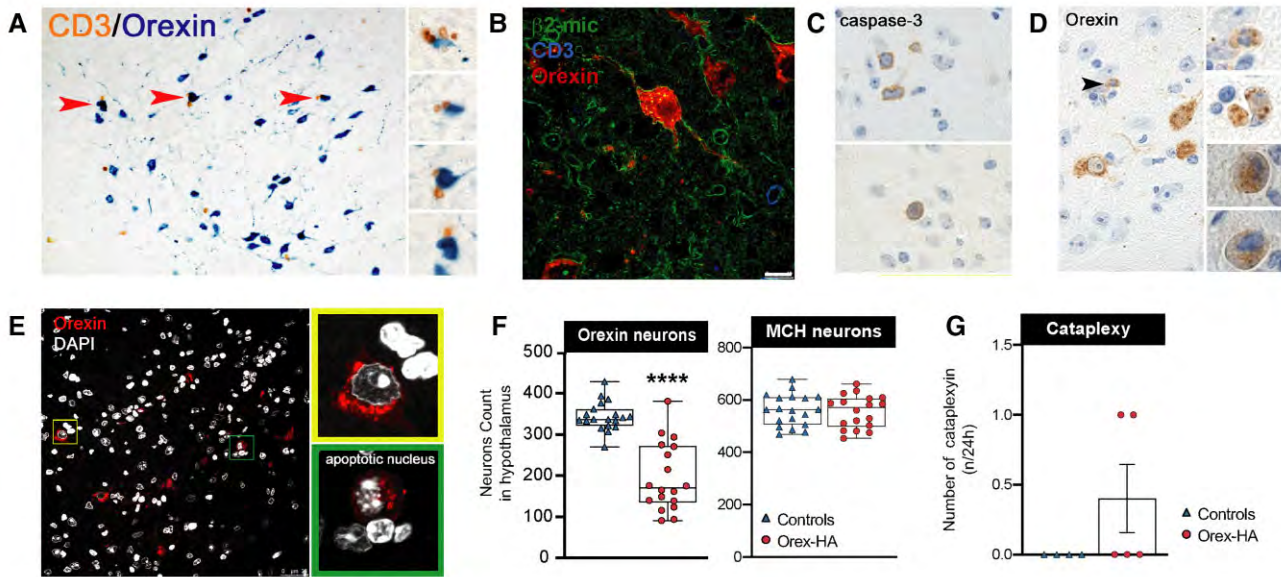 A
CD3/Orexin
B
β2-mic
CD3
Orexin
C
caspase-3
D
Orexin
E
Orexin
DAPI
apoptotic nucleus
F
Orexin neurons
Neurons Count
in hypothalamus
500
400
300
200
100
0
****
MCH neurons
800
600
400
200
0
Controls
Orex-HA
G
Cataplexy
Number of cataplexyin
(n/24h)
1.5
1.0
0.5
0.0
Controls
Orex-HA